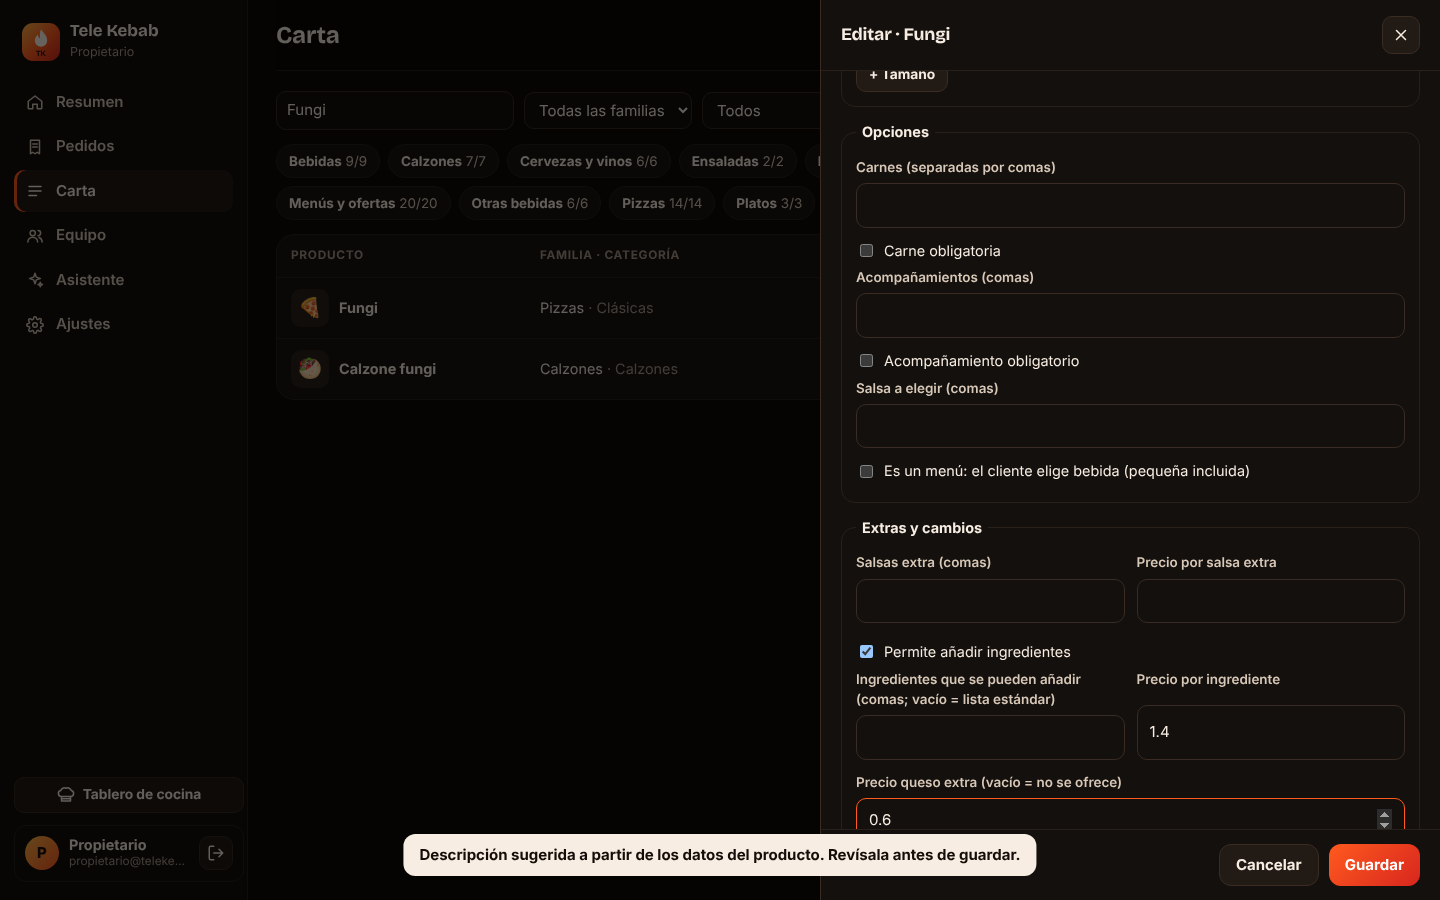 Tele Kebab
Propietario
TK
Resumen
Pedidos
Carta
Equipo
Asistente
Ajustes
Tablero de cocina
P
Propietario
propietario@teleke...
Carta
Fungi
Todas las familias
Todos
Bebidas 9/9
Calzones 7/7
Cervezas y vinos 6/6
Ensaladas 2/2
Menús y ofertas 20/20
Otras bebidas 6/6
Pizzas 14/14
Platos 3/3
PRODUCTO
FAMILIA · CATEGORÍA
Fungi
Pizzas · Clásicas
Calzone fungi
Calzones · Calzones
Editar · Fungi
+ Tamaño
Opciones
Carnes (separadas por comas)
Carne obligatoria
Acompañamientos (comas)
Acompañamiento obligatorio
Salsa a elegir (comas)
Es un menú: el cliente elige bebida (pequeña incluida)
Extras y cambios
Salsas extra (comas)
Precio por salsa extra
Permite añadir ingredientes
Ingredientes que se pueden añadir
(comas; vacío = lista estándar)
Precio por ingrediente
1.4
Precio queso extra (vacío = no se ofrece)
0.6
Descripción sugerida a partir de los datos del producto. Revísala antes de guardar.
Cancelar
Guardar